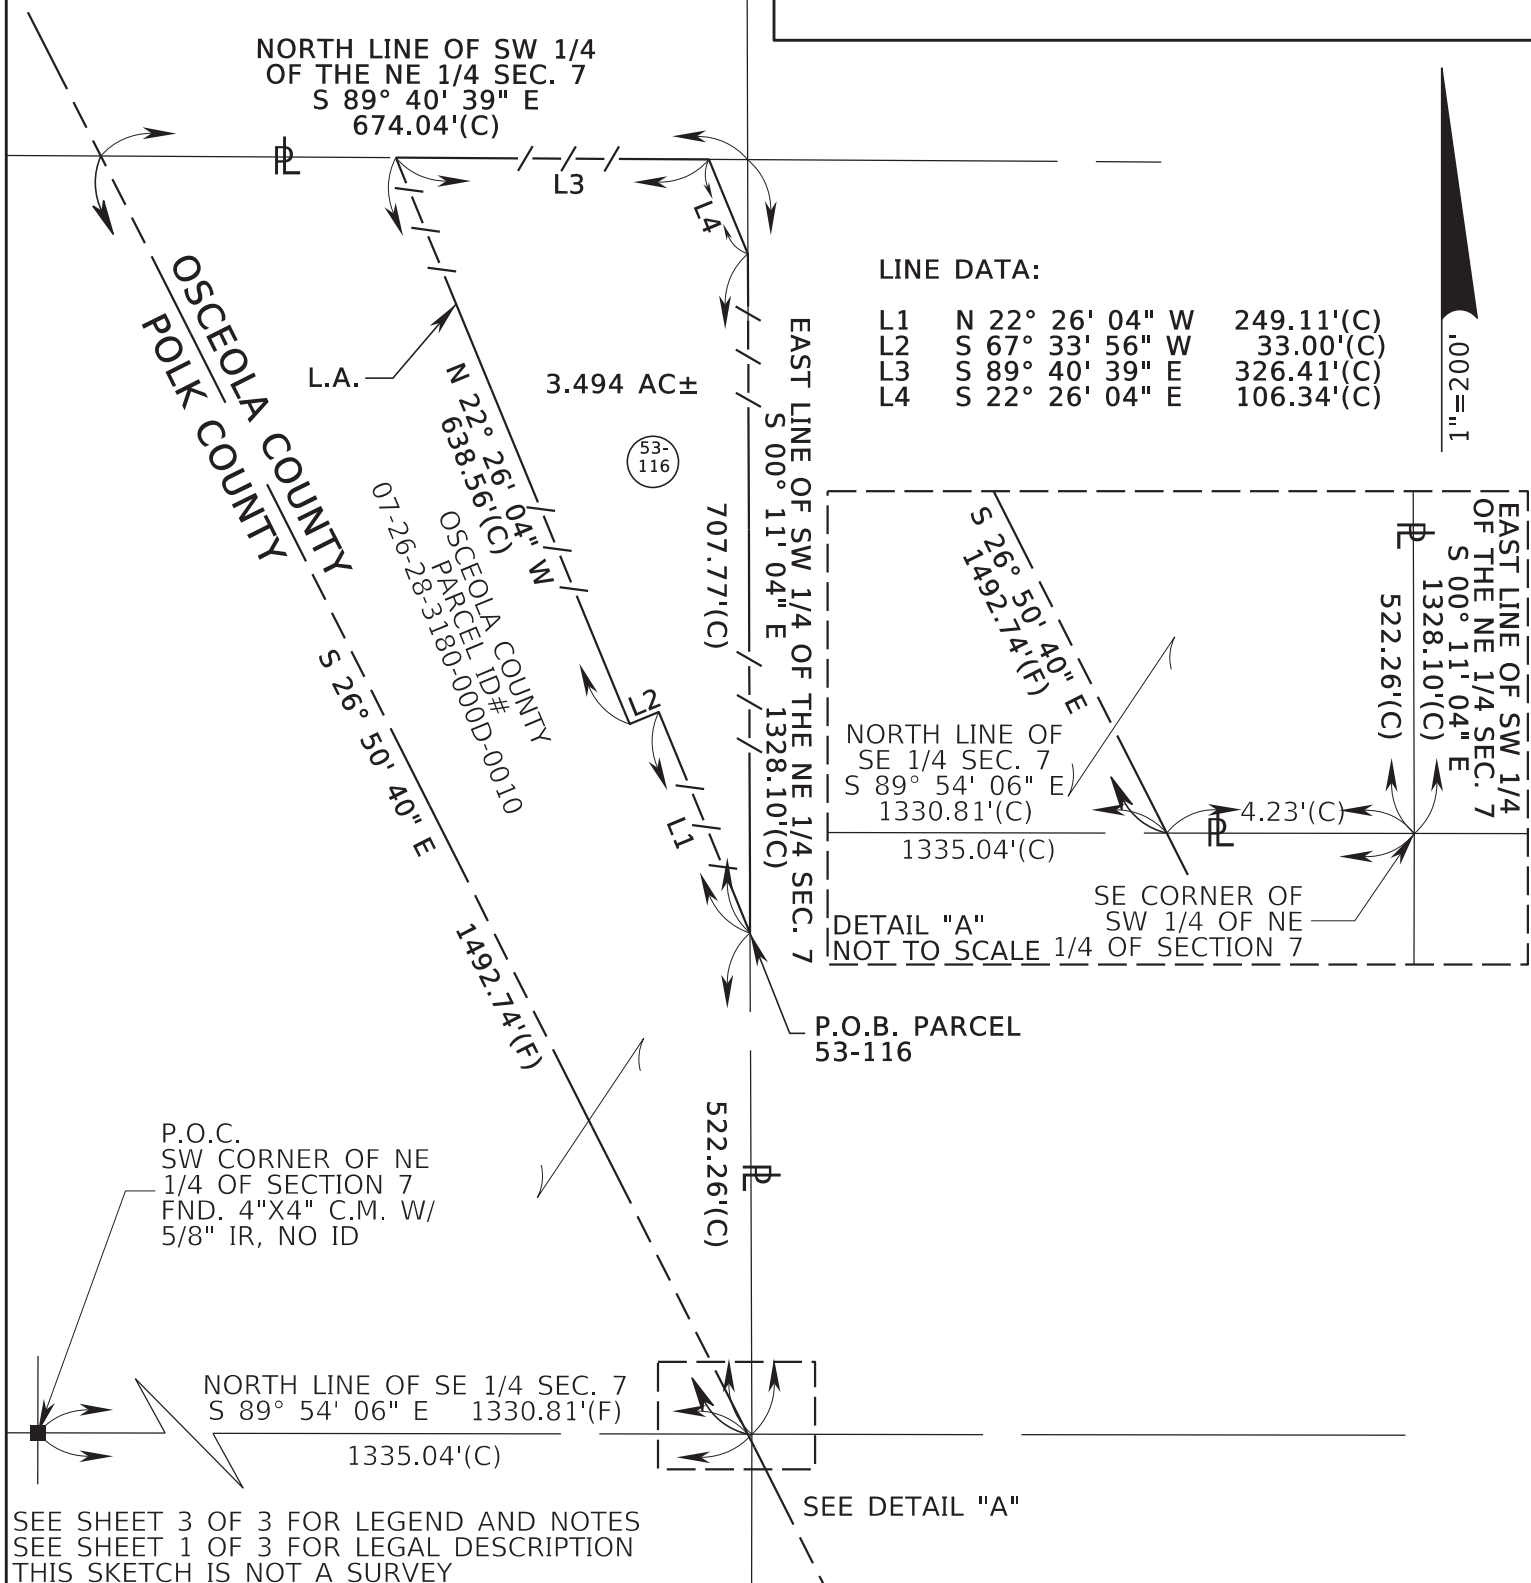 NORTH LINE OF SW 1/4
OF THE NE 1/4 SEC. 7
S 89° 40' 39" E
674.04'(C)
PL
L3
L4
OSCEOLA COUNTY
POLK COUNTY
L.A.
N 22° 26' 04" W
638.56'(C)
3.494 AC±
53-
116
OSCEOLA COUNTY
PARCEL ID#
07-26-28-3180-000D-0010
707.77'(C)
EAST LINE OF SW 1/4 OF THE NE 1/4 SEC. 7
S 00° 11' 04" E 1328.10'(C)
LINE DATA:
L1 N 22° 26' 04" W 249.11'(C)
L2 S 67° 33' 56" W 33.00'(C)
L3 S 89° 40' 39" E 326.41'(C)
L4 S 22° 26' 04" E 106.34'(C)
1"=200'
S 26° 50' 40" E
1492.74'(F)
L2
L1
S 26° 50' 40" E
1492.74'(F)
PL
EAST LINE OF SW 1/4
OF THE NE 1/4 SEC. 7
S 00° 11' 04" E
1328.10'(C)
522.26'(C)
NORTH LINE OF
SE 1/4 SEC. 7
S 89° 54' 06" E
1330.81'(C)
1335.04'(C)
PL
4.23'(C)
SE CORNER OF
SW 1/4 OF NE
1/4 OF SECTION 7
DETAIL "A"
NOT TO SCALE
P.O.B. PARCEL
53-116
522.26'(C)
PL
P.O.C.
SW CORNER OF NE
1/4 OF SECTION 7
FND. 4"X4" C.M. W/
5/8" IR, NO ID
NORTH LINE OF SE 1/4 SEC. 7
S 89° 54' 06" E 1330.81'(F)
1335.04'(C)
SEE DETAIL "A"
SEE SHEET 3 OF 3 FOR LEGEND AND NOTES
SEE SHEET 1 OF 3 FOR LEGAL DESCRIPTION
THIS SKETCH IS NOT A SURVEY